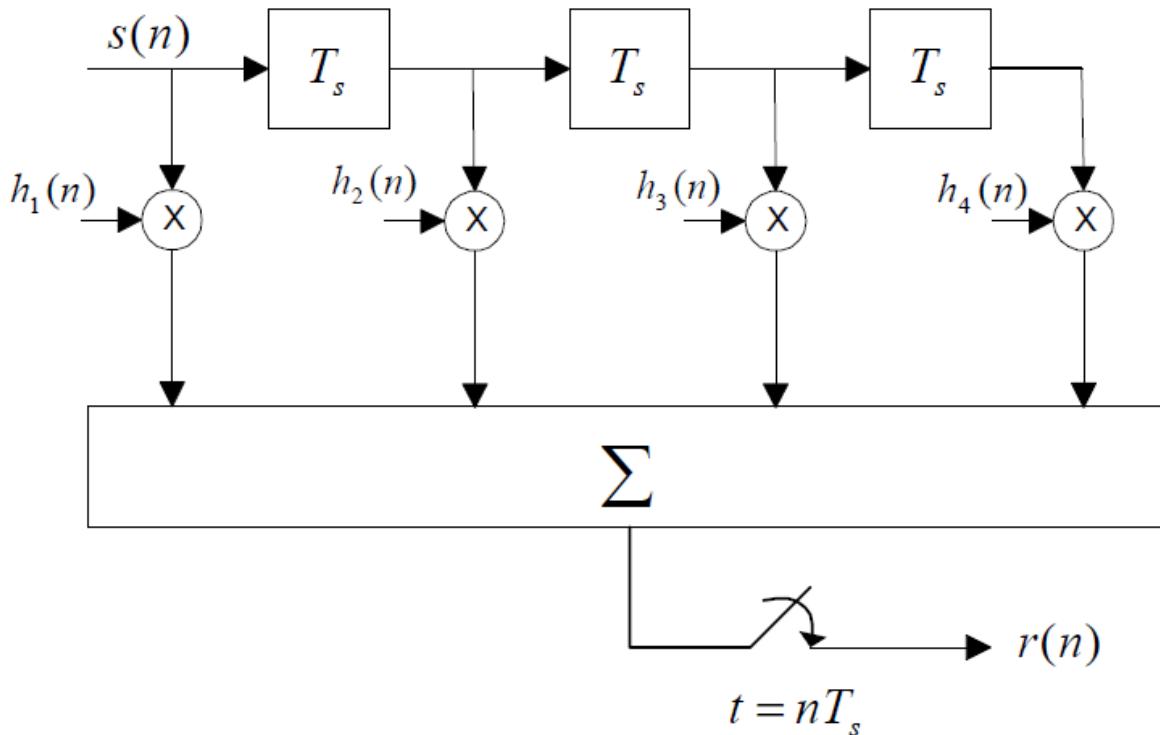 s(n)
T_s T_s T_s
h_1(n) X h_2(n) X h_3(n) X h_4(n) X
∑
r(n)
t = nT_s